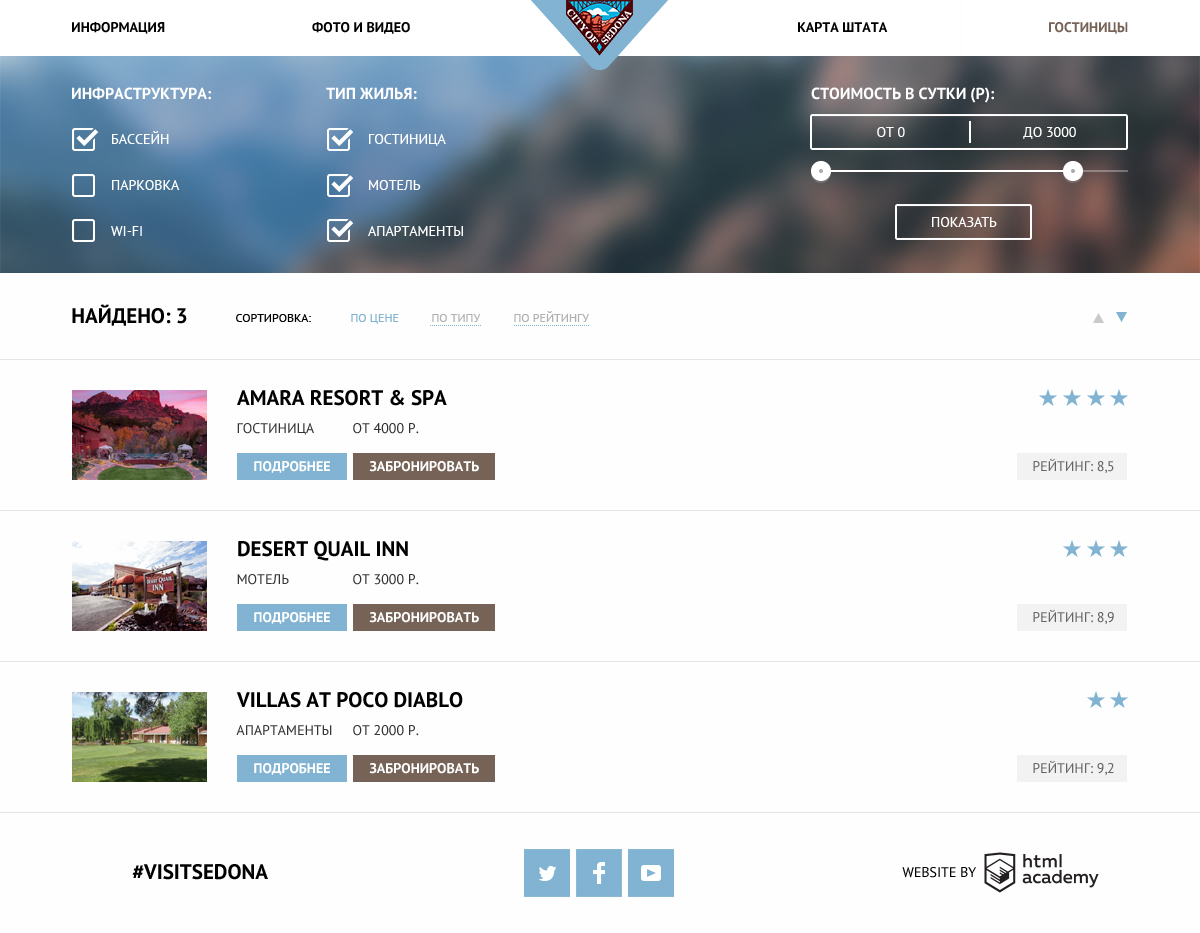 ИНФОРМАЦИЯ ФОТО И ВИДЕО КАРТА ШТАТА ГОСТИНИЦЫ
CITY OF SEDONA
ИНФРАСТРУКТУРА: ТИП ЖИЛЬЯ: СТОИМОСТЬ В СУТКИ (Р):
БАССЕЙН ГОСТИНИЦА ОТ 0 ДО 3000
ПАРКОВКА МОТЕЛЬ
WI-FI АПАРТАМЕНТЫ ПОКАЗАТЬ
НАЙДЕНО: 3 СОРТИРОВКА: ПО ЦЕНЕ ПО ТИПУ ПО РЕЙТИНГУ
AMARA RESORT & SPA
ГОСТИНИЦА ОТ 4000 Р.
ПОДРОБНЕЕ ЗАБРОНИРОВАТЬ РЕЙТИНГ: 8,5
DESERT QUAIL INN
DESERT QUAIL
INN
МОТЕЛЬ ОТ 3000 Р.
ПОДРОБНЕЕ ЗАБРОНИРОВАТЬ РЕЙТИНГ: 8,9
VILLAS AT POCO DIABLO
АПАРТАМЕНТЫ ОТ 2000 Р.
ПОДРОБНЕЕ ЗАБРОНИРОВАТЬ РЕЙТИНГ: 9,2
#VISITSEDONA WEBSITE BY html
academy